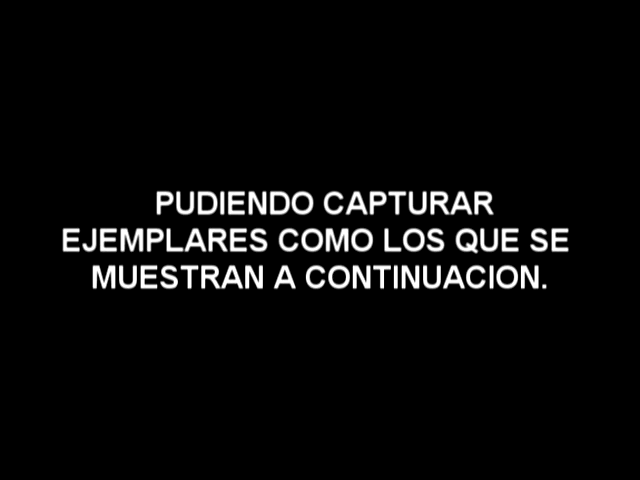 PUDIENDO CAPTURAR
EJEMPLARES COMO LOS QUE SE
MUESTRAN A CONTINUACION.